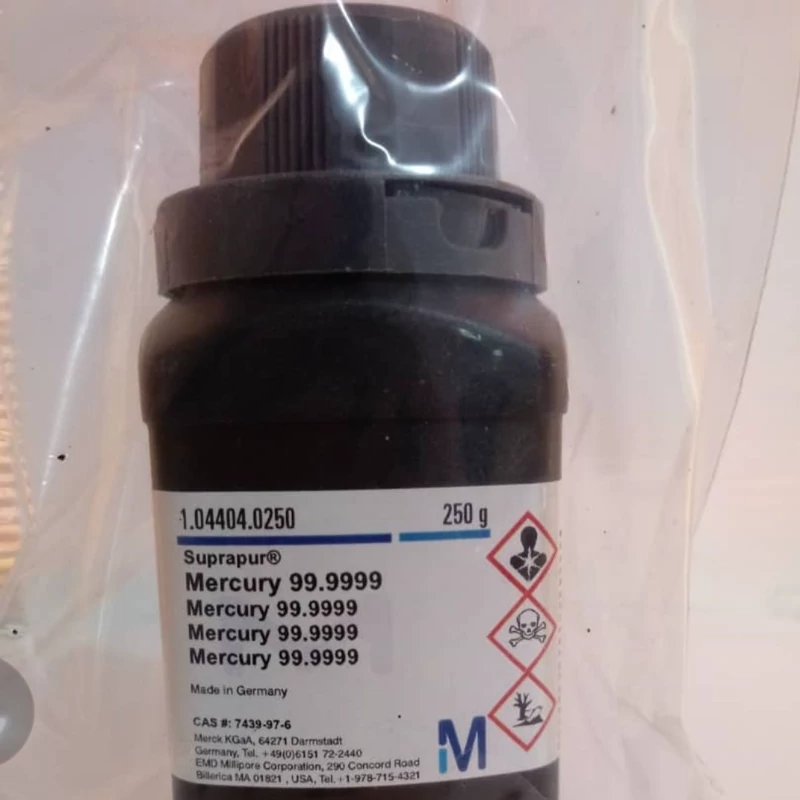 1.04404.0250 250 g
Suprapur®
Mercury 99.9999
Mercury 99.9999
Mercury 99.9999
Mercury 99.9999
Made in Germany
CAS #: 7439-97-6
Merck KGaA, 64271 Darmstadt
Germany, Tel. +49(0)6151 72-2440
EMD Millipore Corporation, 290 Concord Road
Billerica MA 01821 , USA, Tel. +1-978-715-4321
M